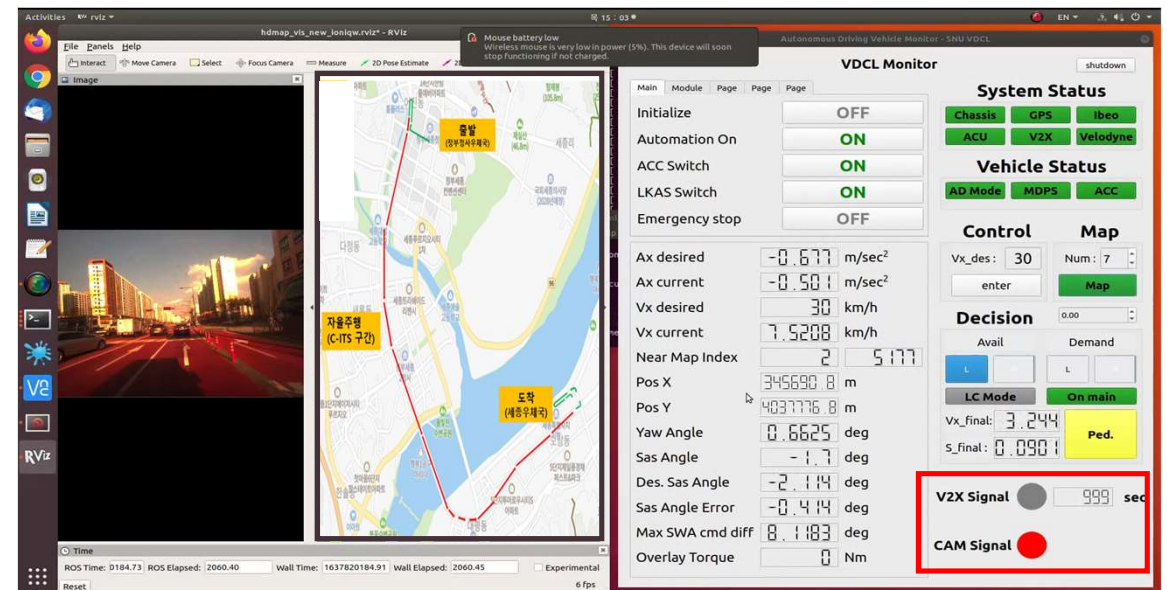 Activities
rviz
목 15 : 03
EN
hdmap_vis_new_ioniqw.rviz* - RViz
Mouse battery low
Wireless mouse is very low in power (5%). This device will soon
stop functioning if not charged.
Autonomous Driving Vehicle Monitor - SNU VDCL
File Panels Help
Interact Move Camera Select Focus Camera Measure 2D Pose Estimate
Image
출발
(정부청사우체국)
자율주행
(C-ITS 구간)
도착
(세종우체국)
대평동
Time
ROS Time: 0184.73 ROS Elapsed: 2060.40 Wall Time: 1637820184.91 Wall Elapsed: 2060.45 Experimental
Reset
6 fps
RViz
VDCL Monitor
shutdown
Main Module Page Page Page
Initialize OFF
Automation On ON
ACC Switch ON
LKAS Switch ON
Emergency stop OFF
Ax desired -0.677 m/sec²
Ax current -0.501 m/sec²
Vx desired 30 km/h
Vx current 7.5208 km/h
Near Map Index 2 5177
Pos X 345690.8 m
Pos Y 4037776.8 m
Yaw Angle 0.6625 deg
Sas Angle -1.7 deg
Des. Sas Angle -2.114 deg
Sas Angle Error -0.414 deg
Max SWA cmd diff 8.1183 deg
Overlay Torque 0 Nm
System Status
Chassis GPS Ibeo
ACU V2X Velodyne
Vehicle Status
AD Mode MDPS ACC
Control Map
Vx_des : 30 Num : 7
enter Map
Decision 0.00
Avail Demand
L L
LC Mode On main
Vx_final: 3.244
S_final : 0.0901
Ped.
V2X Signal 999 sec
CAM Signal